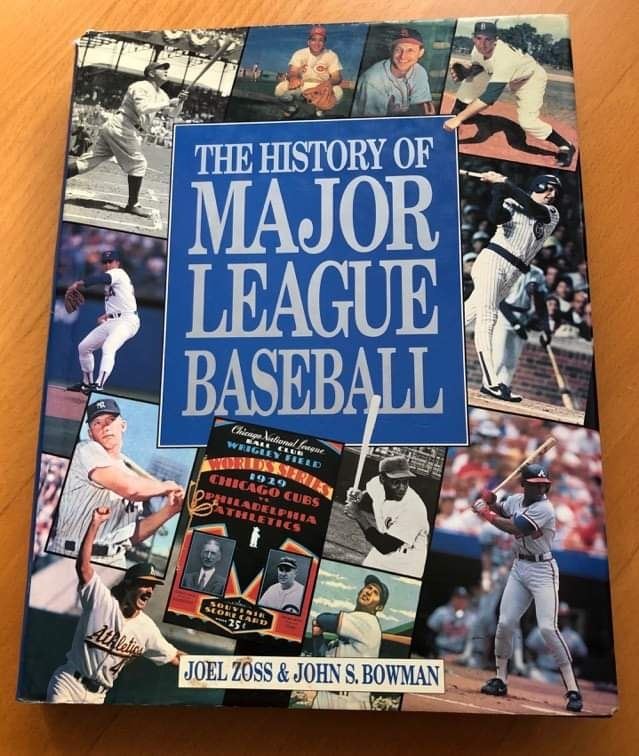 THE HISTORY OF
MAJOR
LEAGUE
BASEBALL
Chicago National League
BALL CLUB
WRIGLEY FIELD
WORLD'S SERIES
1929
CHICAGO CUBS
VS
PHILADELPHIA
ATHLETICS
SOUVENIR
SCORE CARD
25¢
Athletics
JOEL ZOSS & JOHN S. BOWMAN